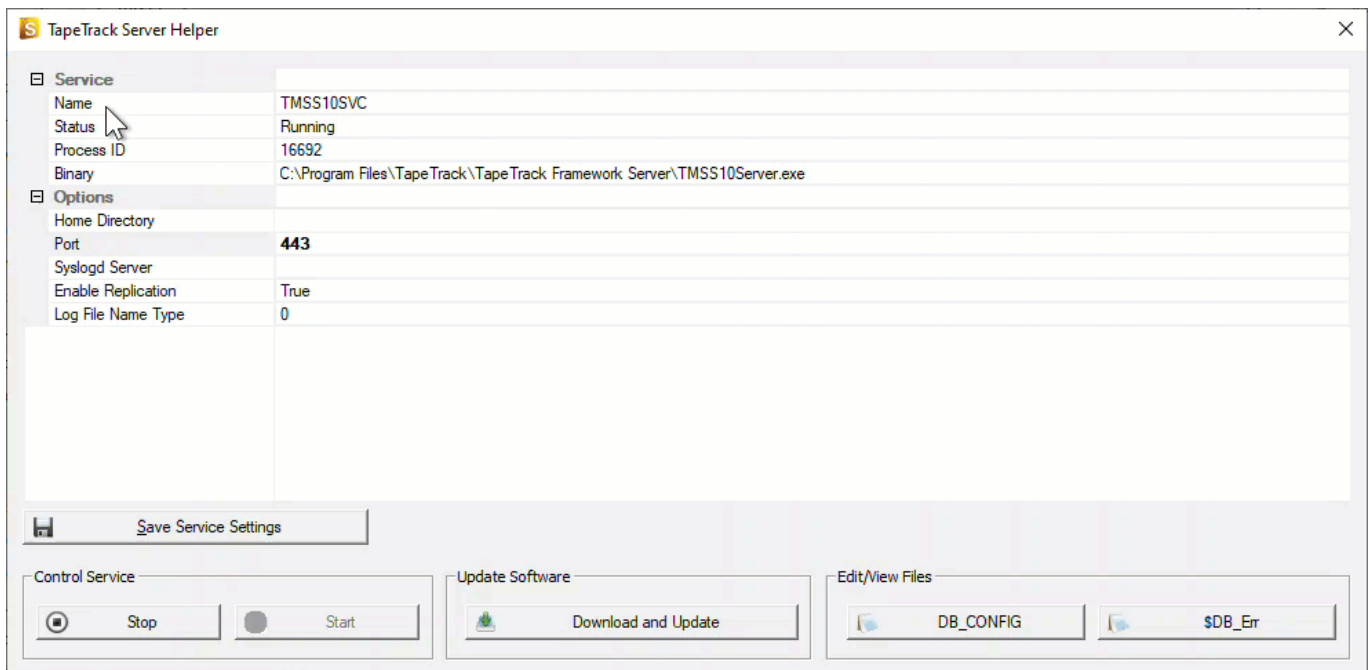 TapeTrack Server Helper
Service
Name TMSS10SVC
Status Running
Process ID 16692
Binary C:\Program Files\TapeTrack\TapeTrack Framework Server\TMSS10Server.exe
Options
Home Directory
Port 443
Syslogd Server
Enable Replication True
Log File Name Type 0
Save Service Settings
Control Service Update Software Edit/View Files
Stop Start Download and Update DB_CONFIG $DB_Err